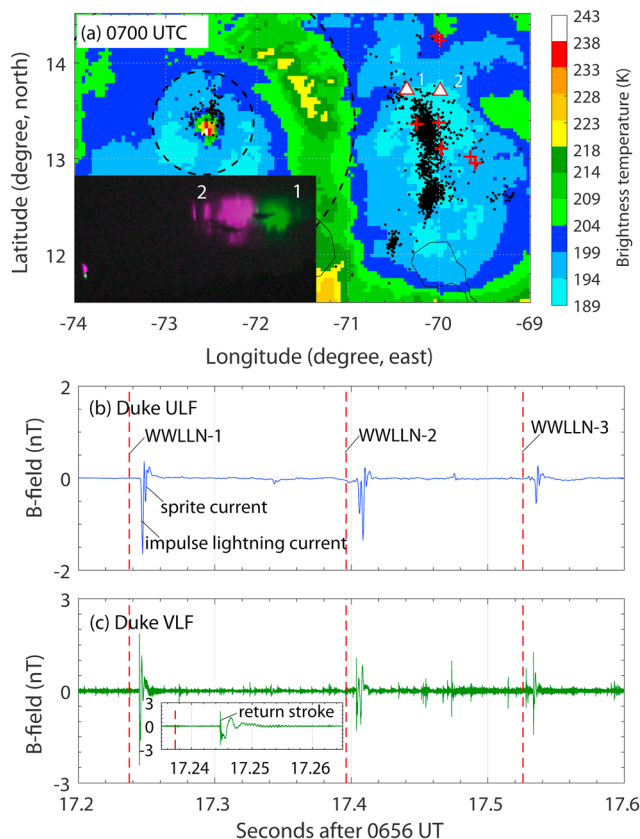 (a) 0700 UTC
14
13
12
Latitude (degree, north)
1 2
2 1
-74 -73 -72 -71 -70 -69
Longitude (degree, east)
243
238
233
228
223
219
214
209
204
199
194
189
Brightness temperature (K)
2
(b) Duke ULF
WWLLN-1
WWLLN-2
WWLLN-3
0
sprite current
impulse lightning current
-2
B-field (nT)
3
(c) Duke VLF
0
return stroke
3
0
-3
17.24 17.25 17.26
-3
B-field (nT)
17.2 17.3 17.4 17.5 17.6
Seconds after 0656 UT